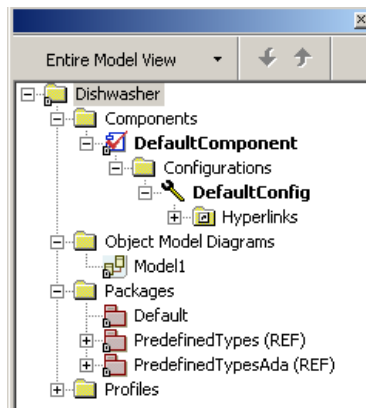 Entire Model View
Dishwasher
Components
DefaultComponent
Configurations
DefaultConfig
Hyperlinks
Object Model Diagrams
Model1
Packages
Default
PredefinedTypes (REF)
PredefinedTypesAda (REF)
Profiles